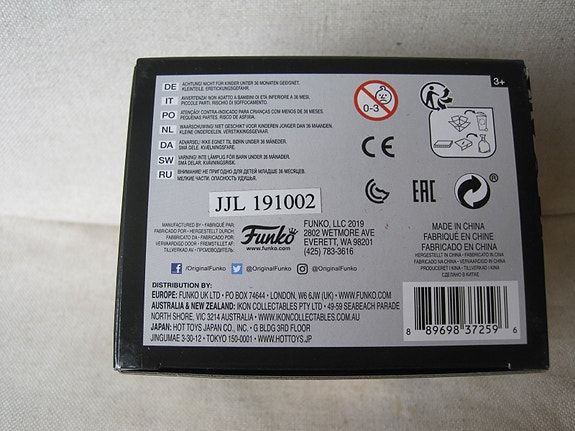 3+
DE ACHTUNG! NICHT FÜR KINDER UNTER 36 MONATEN GEEIGNET.
KLEINTEILE. ERSTICKUNGSGEFAHR.
IT AVVERTENZA! NON ADATTO A BAMBINI DI ETÀ INFERIORE A 36 MESI.
PICCOLE PARTI. RISCHIO DI SOFFOCAMENTO.
PO ATENÇÃO! CONTRA-INDICADO PARA CRIANÇAS COM MENOS DE 36 MESES.
PEQUENAS PARTES. RISCO DE ASFIXIA.
NL WAARSCHUWING! NIET GESCHIKT VOOR KINDEREN JONGER DAN 36 MAANDEN.
KLEINE ONDERDELEN. VERSTIKKINGSGEVAAR.
DA ADVARSEL! IKKE EGNET TIL BØRN UNDER 36 MÅNEDER.
SMÅ DELE. KVÆLNINGSFARE.
SW VARNING! INTE LÄMPLIG FÖR BARN UNDER 36 MÅNADER.
SMÅ DELAR. KVÄVNINGSRISK.
RU ВНИМАНИЕ! НЕ ПРИГОДНО ДЛЯ ДЕТЕЙ МЛАДШЕ 36 МЕСЯЦЕВ.
МЕЛКИЕ ЧАСТИ. ОПАСНОСТЬ УДУШЬЯ.
0-3
CE
EAC
®
JJL 191002
MANUFACTURED BY • FABRIQUÉ PAR:
FABRICADO POR • HERGESTELLT DURCH:
FABBRICATO DA • FABRICADO POR:
VERVAARDIGD DOOR • FREMSTILLET AF:
TILLVERKAD AV • ПРОИЗВОДИТЕЛЬ:
Funko
www.funko.com
FUNKO, LLC 2019
2802 WETMORE AVE
EVERETT, WA 98201
(425) 783-3616
MADE IN CHINA
FABRIQUÉ EN CHINE
FABRICADO EN CHINA
HERGESTELLT IN CHINA • FABBRICATO IN CINA
FABRICADO NA CHINA • VERVAARDIGD IN CHINA
PRODUCERET I KINA • TILLVERKAD I KINA
СДЕЛАНО В КИТАЕ
/OriginalFunko @OriginalFunko @OriginalFunko
DISTRIBUTION BY:
EUROPE: FUNKO UK LTD • PO BOX 74644 • LONDON, W6 6JW (UK) • WWW.FUNKO.COM
AUSTRALIA & NEW ZEALAND: IKON COLLECTABLES PTY LTD • 49-59 SEABEACH PARADE
NORTH SHORE, VIC 3214 AUSTRALIA • WWW.IKONCOLLECTABLES.COM.AU
JAPAN: HOT TOYS JAPAN CO., INC. • G BLDG 3RD FLOOR
JINGUMAE 3-30-12 • TOKYO 150-0001 • WWW.HOTTOYS.JP
8 89698 37259 6